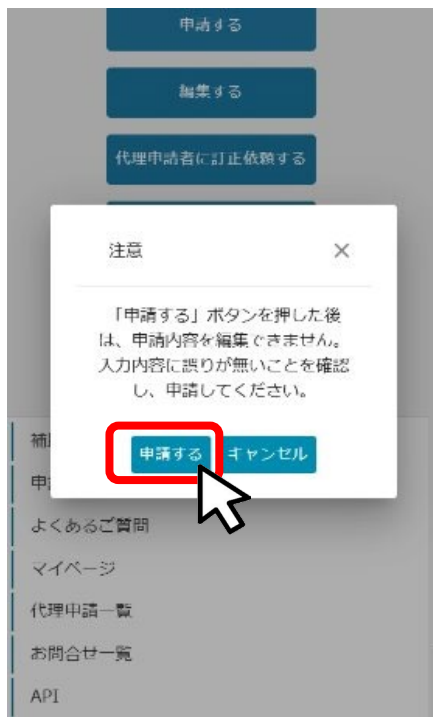 申請する
編集する
代理申請者に訂正依頼する
注意
「申請する」ボタンを押した後
は、申請内容を編集できません。
入力内容に誤りが無いことを確認
し、申請してください。
申請する
キャンセル
補
申
よくあるご質問
マイページ
代理申請一覧
お問合せ一覧
API